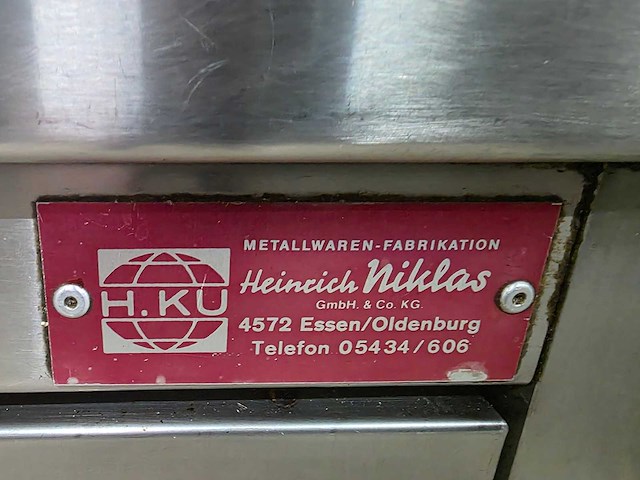 METALLWAREN-FABRIKATION
H.KU
Heinrich Niklas
GmbH. & Co. KG.
4572 Essen/Oldenburg
Telefon 05434/606